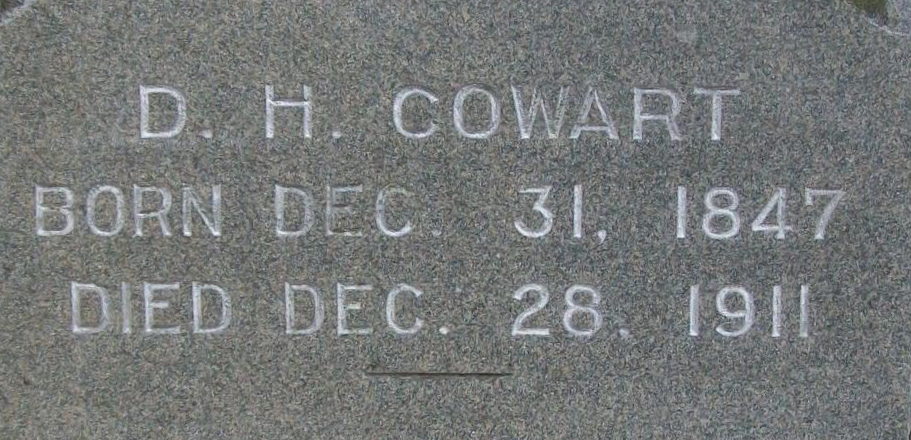 D. H. COWART
BORN DEC. 31, 1847
DIED DEC. 28, 1911